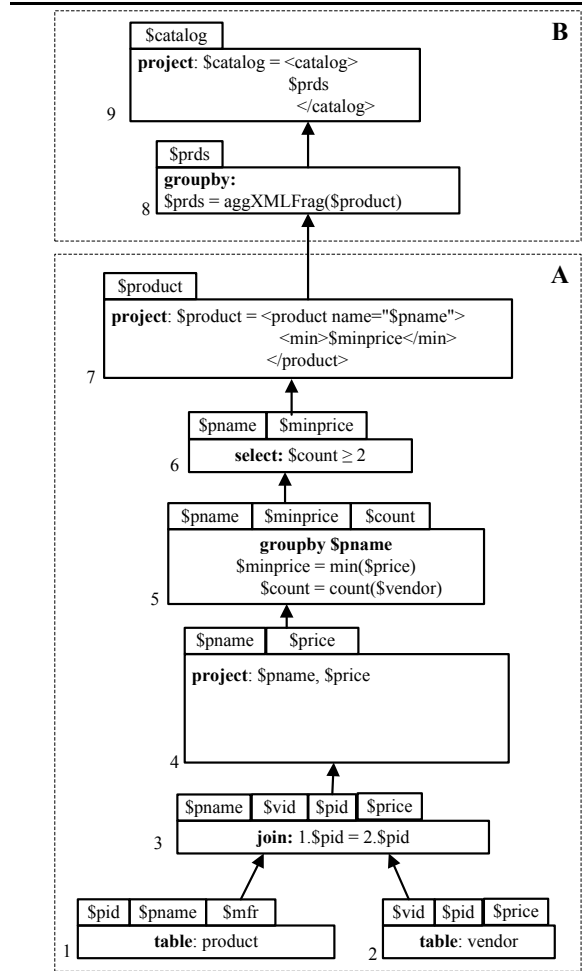 B
$catalog
project: $catalog = <catalog>
$prds
</catalog>
9
$prds
groupby:
$prds = aggXMLFrag($product)
8
A
$product
project: $product = <product name="$pname">
<min>$minprice</min>
</product>
7
$pname $minprice
select: $count ≥ 2
6
$pname $minprice $count
groupby $pname
$minprice = min($price)
$count = count($vendor)
5
$pname $price
project: $pname, $price
4
$pname $vid $pid $price
join: 1.$pid = 2.$pid
3
$pid $pname $mfr
table: product
1
$vid $pid $price
table: vendor
2